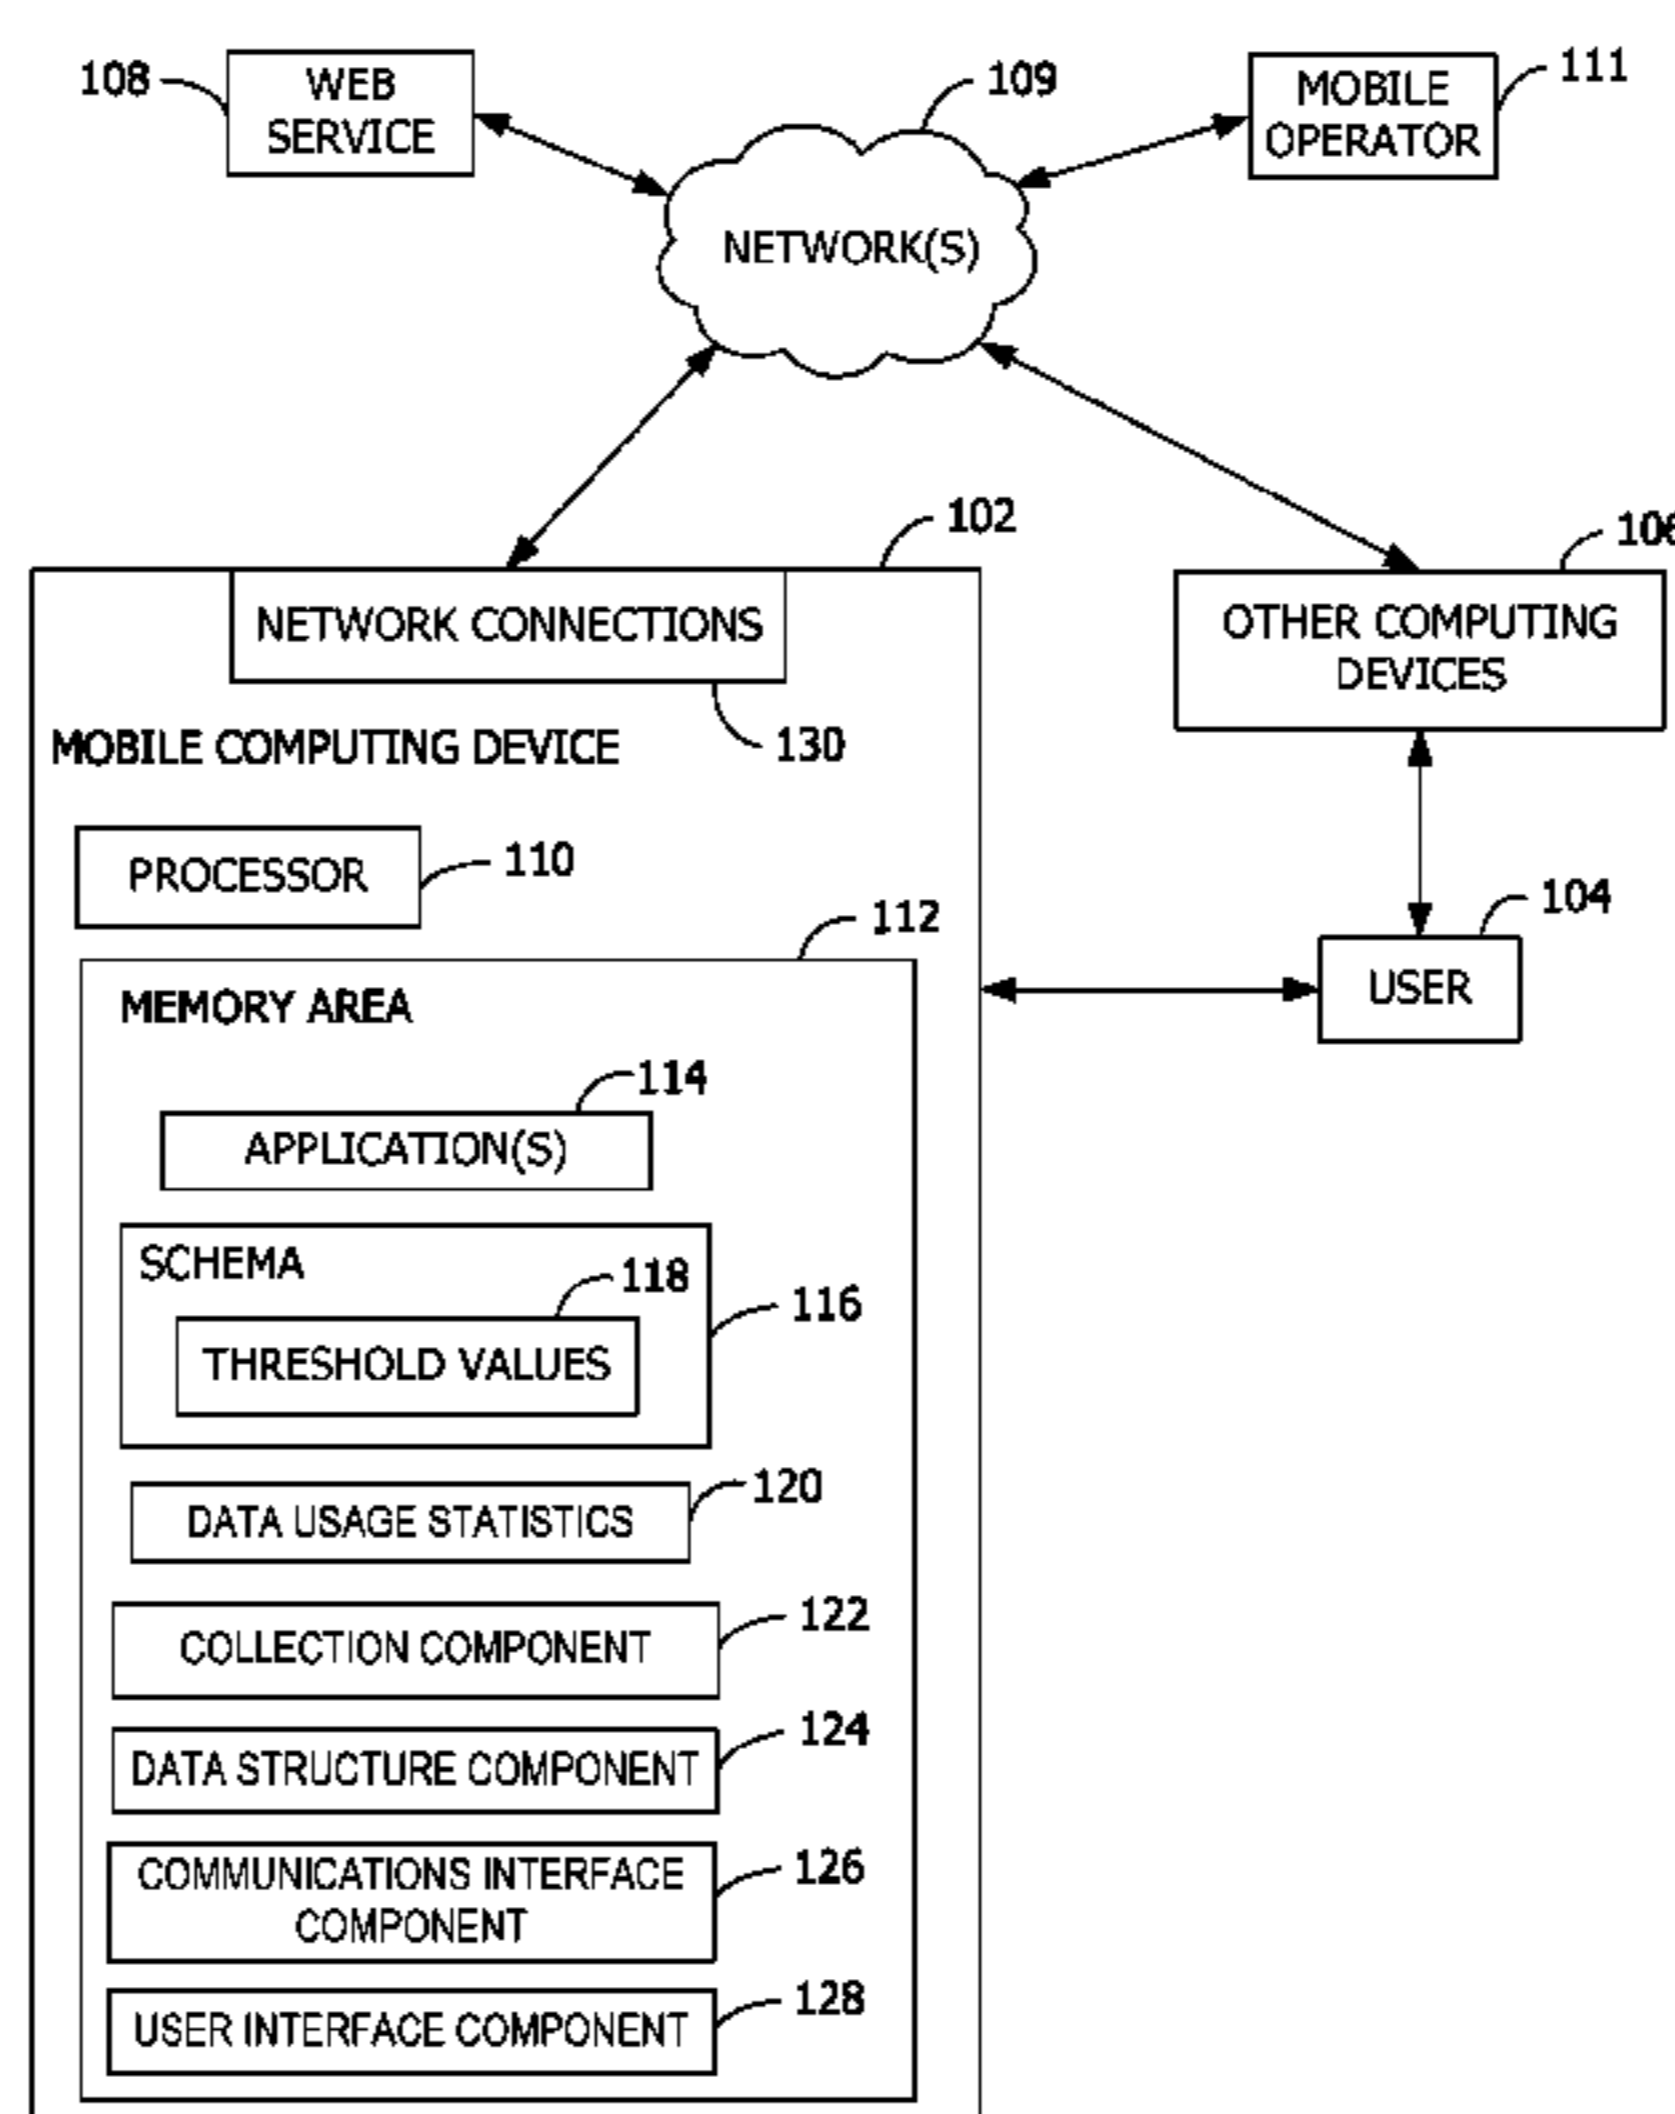 108
WEB
SERVICE
109
MOBILE
OPERATOR
111
NETWORK(S)
102
NETWORK CONNECTIONS
130
106
OTHER COMPUTING
DEVICES
MOBILE COMPUTING DEVICE
PROCESSOR
110
104
USER
112
MEMORY AREA
114
APPLICATION(S)
SCHEMA
118
116
THRESHOLD VALUES
120
DATA USAGE STATISTICS
122
COLLECTION COMPONENT
124
DATA STRUCTURE COMPONENT
126
COMMUNICATIONS INTERFACE
COMPONENT
128
USER INTERFACE COMPONENT